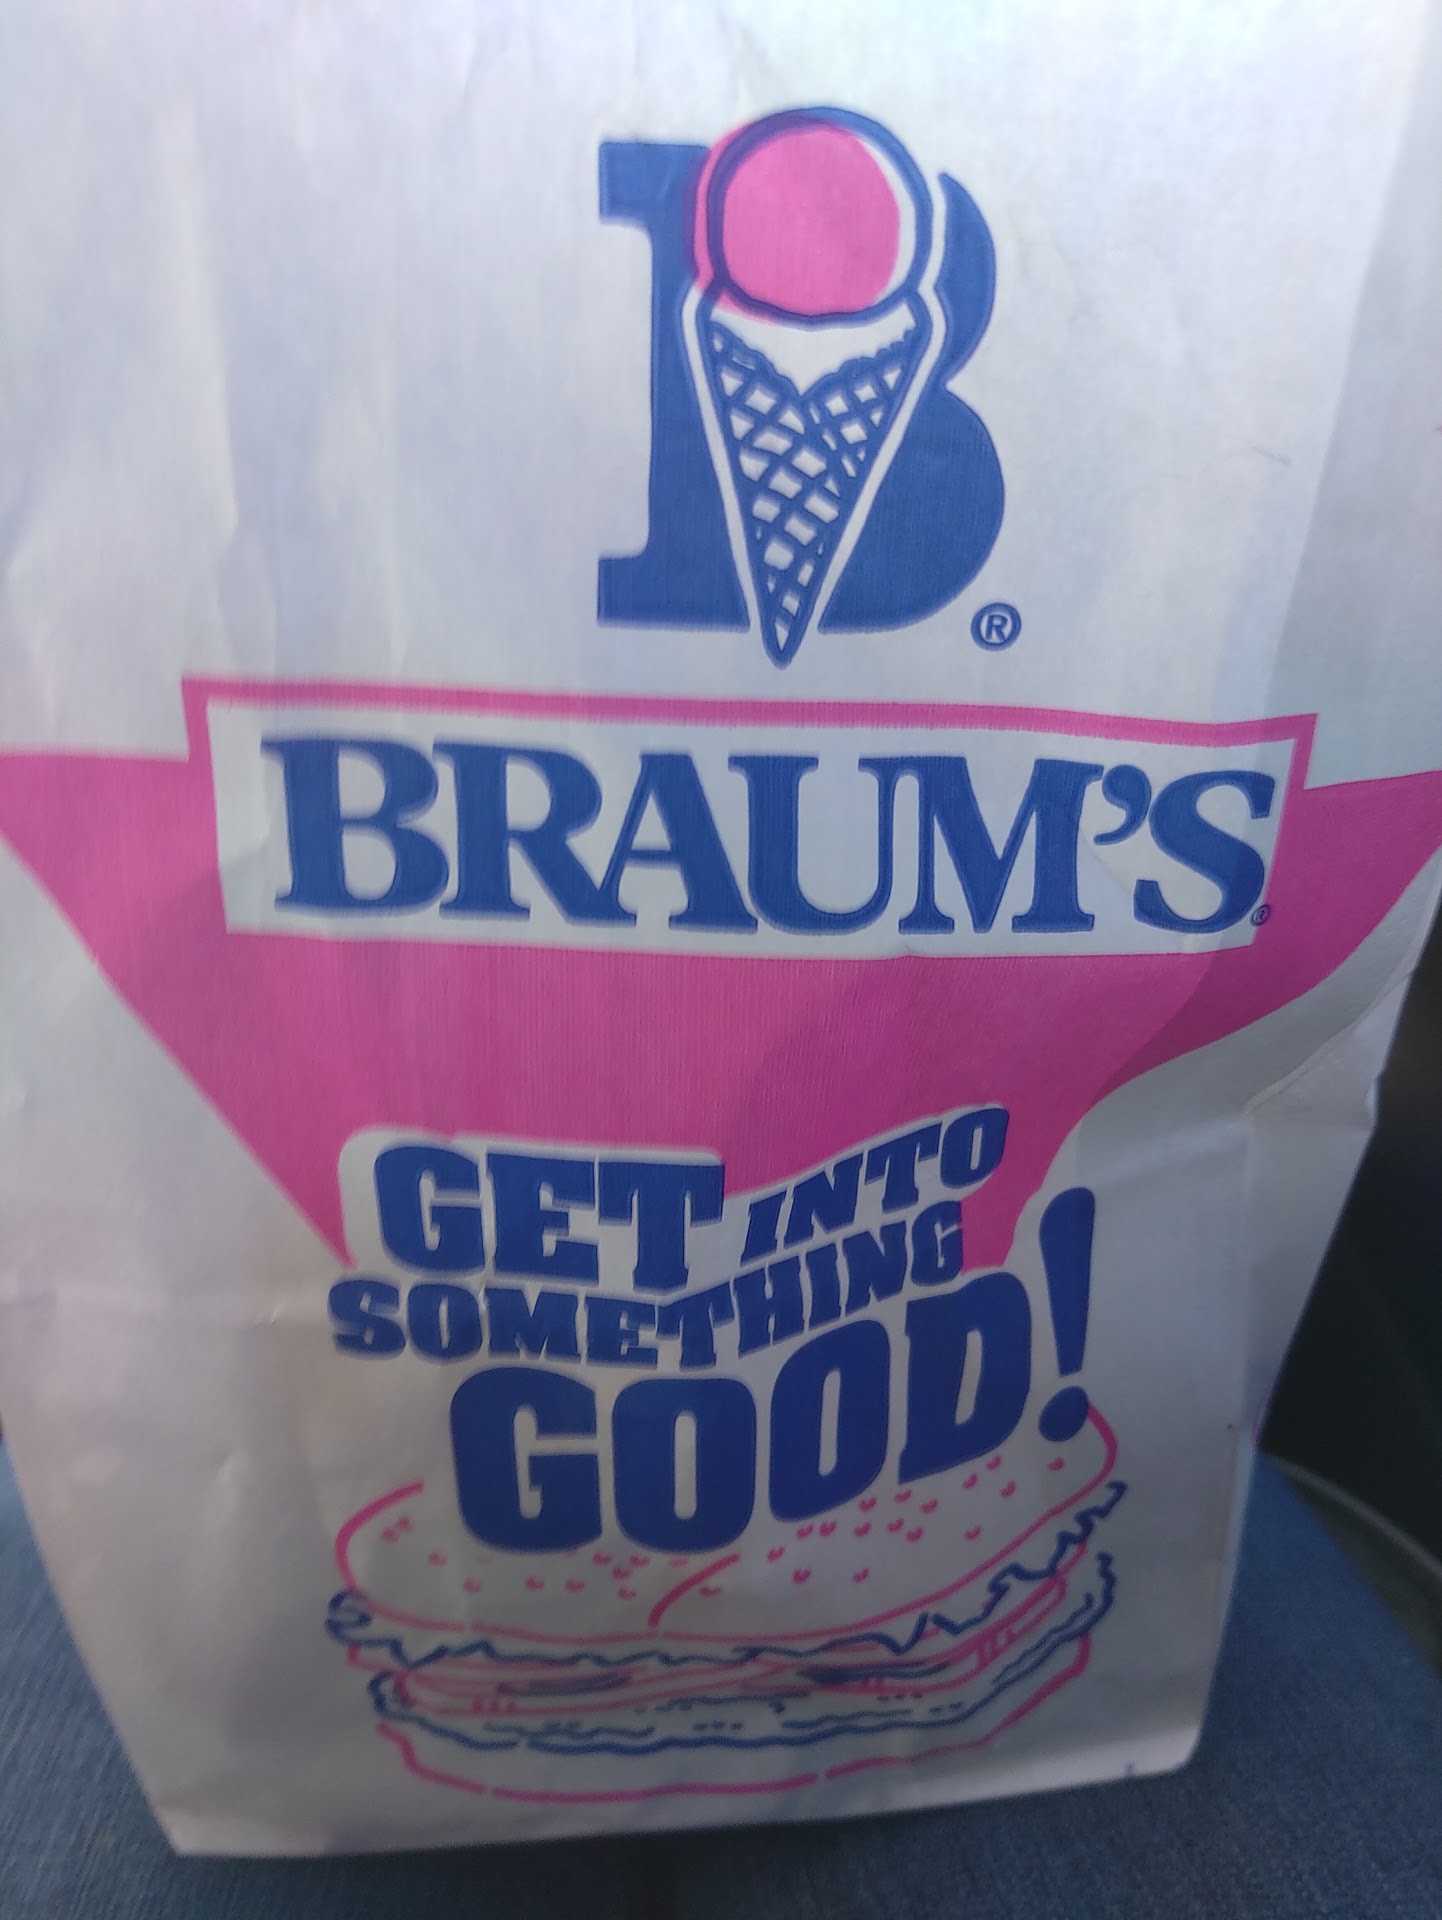 B®
BRAUM'S®
GET INTO
SOMETHING
GOOD!